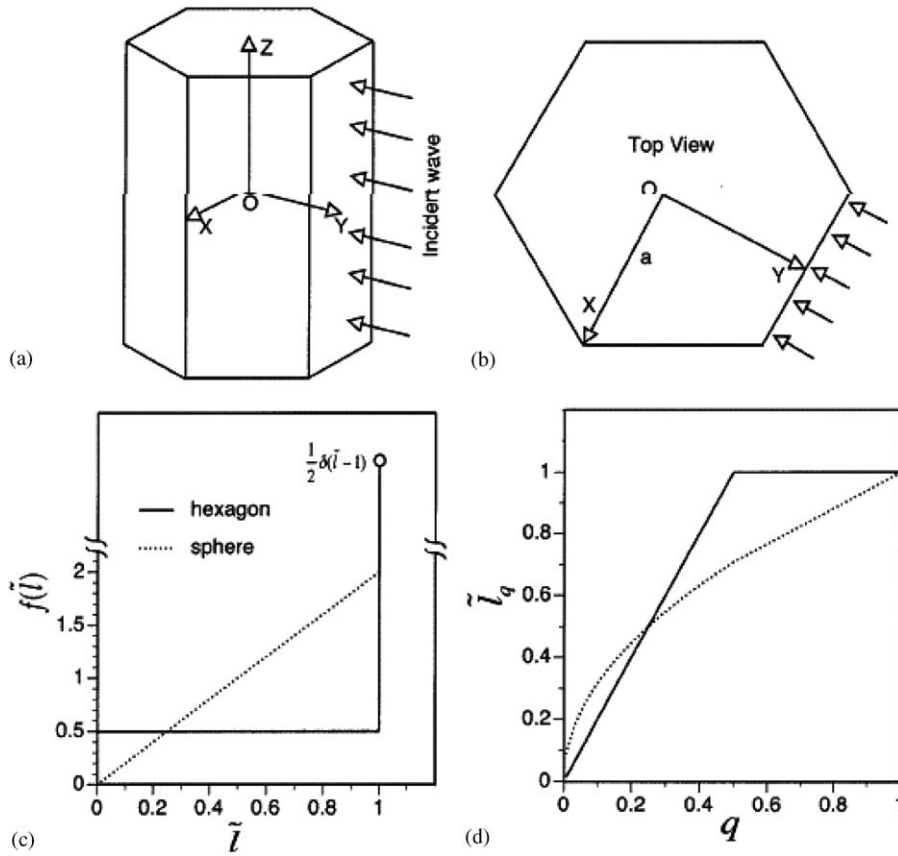 Z
O
X
Y
Incidert wave
(a)
Top View
O
a
X
Y
(b)
1/2 δ(l̃−1)
hexagon
sphere
f(l̃)
2
1.5
1
0.5
0
0 0.2 0.4 0.6 0.8 1
l̃
(c)
l̃q
1
0.8
0.6
0.4
0.2
0
0 0.2 0.4 0.6 0.8 1
q
(d)